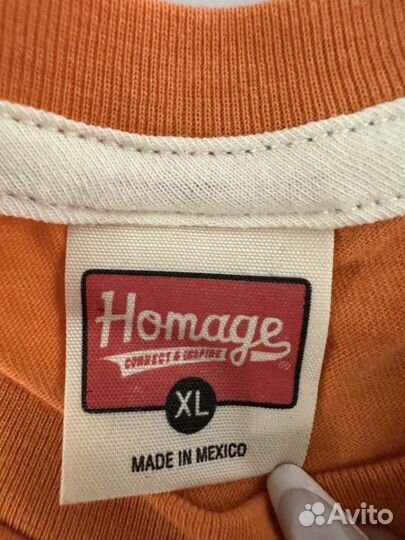 Homage
CONNECT & INSPIRE
®
XL
MADE IN MEXICO
Avito